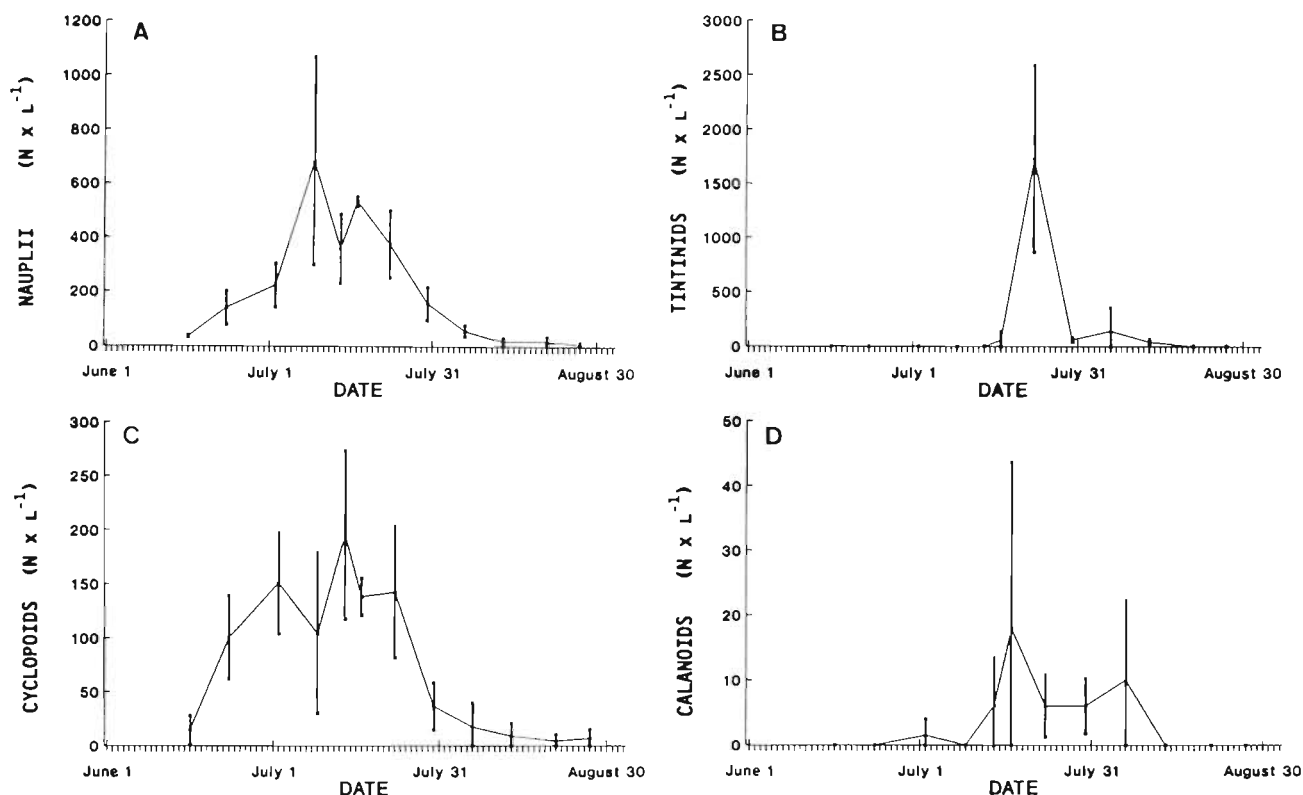 A
1200
1000
800
600
400
200
0
NAUPLII (N x L⁻¹)
June 1 July 1 July 31 August 30
DATE
B
3000
2500
2000
1500
1000
500
0
TINTINIDS (N x L⁻¹)
June 1 July 1 July 31 August 30
DATE
C
300
250
200
150
100
50
0
CYCLOPOIDS (N x L⁻¹)
June 1 July 1 July 31 August 30
DATE
D
50
40
30
20
10
0
CALANOIDS (N x L⁻¹)
June 1 July 1 July 31 August 30
DATE